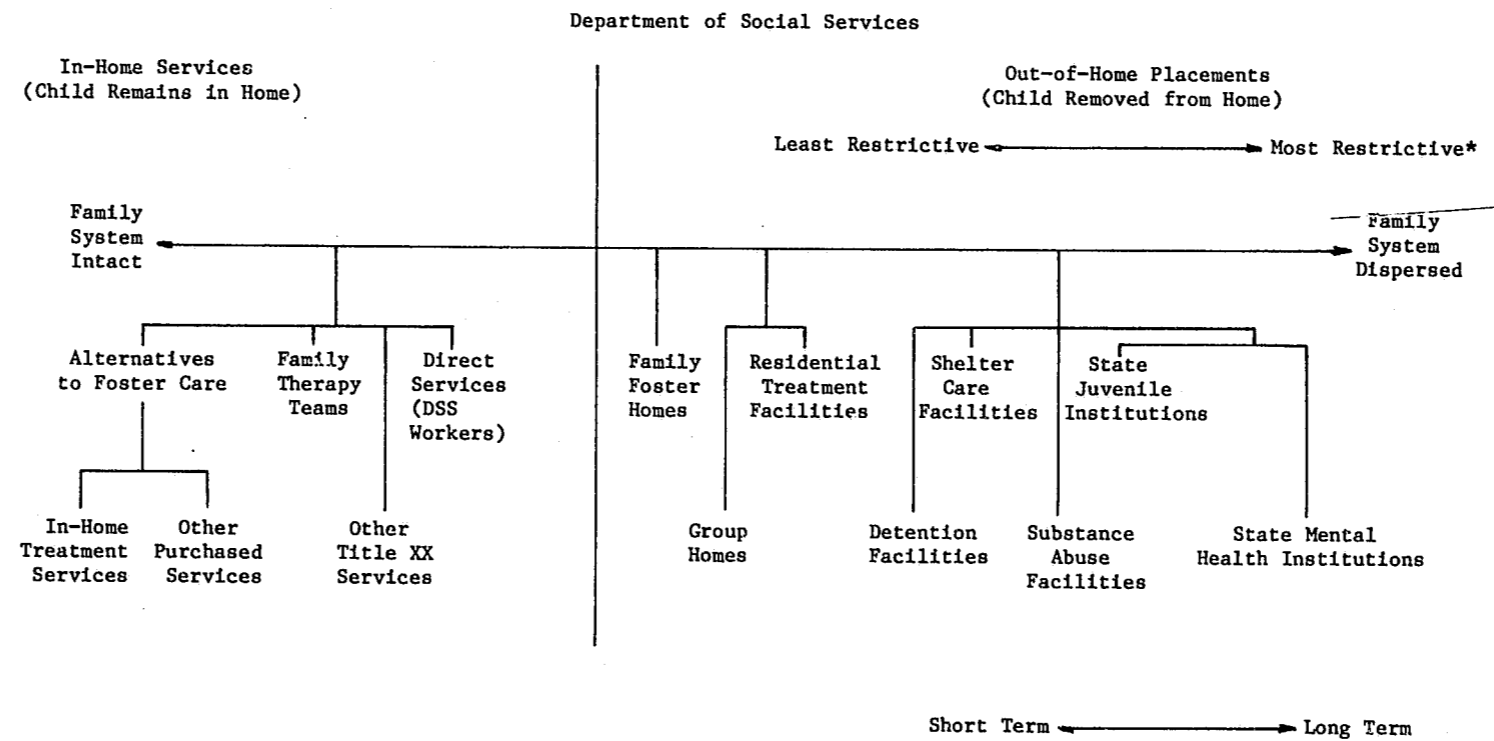 Department of Social Services
In-Home Services
(Child Remains in Home)
Out-of-Home Placements
(Child Removed from Home)
Least Restrictive
Most Restrictive*
Family
System
Intact
Family
System
Dispersed
Alternatives
to Foster Care
Family
Therapy
Teams
Direct
Services
(DSS
Workers)
Family
Foster
Homes
Residential
Treatment
Facilities
Shelter
Care
Facilities
State
Juvenile
Institutions
In-Home
Treatment
Services
Other
Purchased
Services
Other
Title XX
Services
Group
Homes
Detention
Facilities
Substance
Abuse
Facilities
State Mental
Health Institutions
Short Term
Long Term